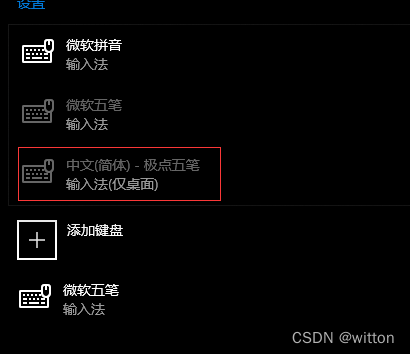 设置
微软拼音
输入法
微软五笔
输入法
中文(简体) - 极点五笔
输入法(仅桌面)
添加键盘
微软五笔
输入法
CSDN @witton